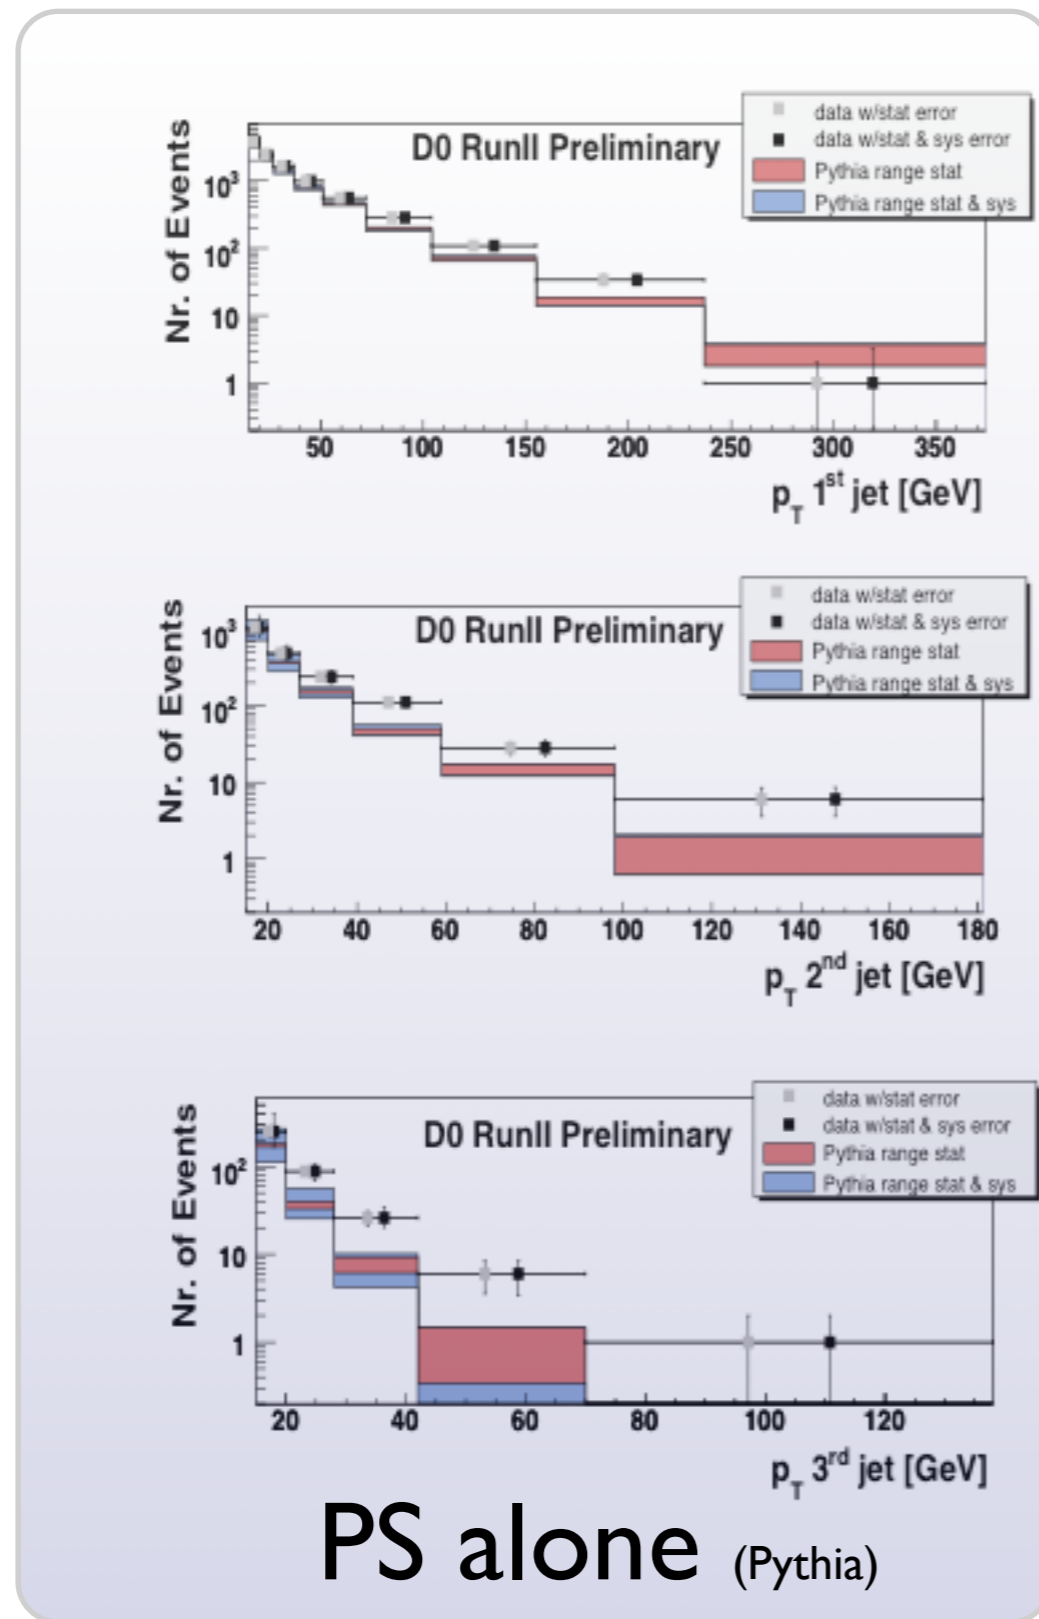 data w/stat error
data w/stat & sys error
Pythia range stat
Pythia range stat & sys
D0 RunII Preliminary
Nr. of Events
10³
10²
10
1
50 100 150 200 250 300 350
p_T 1ˢᵗ jet [GeV]
data w/stat error
data w/stat & sys error
Pythia range stat
Pythia range stat & sys
D0 RunII Preliminary
Nr. of Events
10³
10²
10
1
20 40 60 80 100 120 140 160 180
p_T 2ⁿᵈ jet [GeV]
data w/stat error
data w/stat & sys error
Pythia range stat
Pythia range stat & sys
D0 RunII Preliminary
Nr. of Events
10²
10
1
20 40 60 80 100 120
p_T 3ʳᵈ jet [GeV]
PS alone (Pythia)